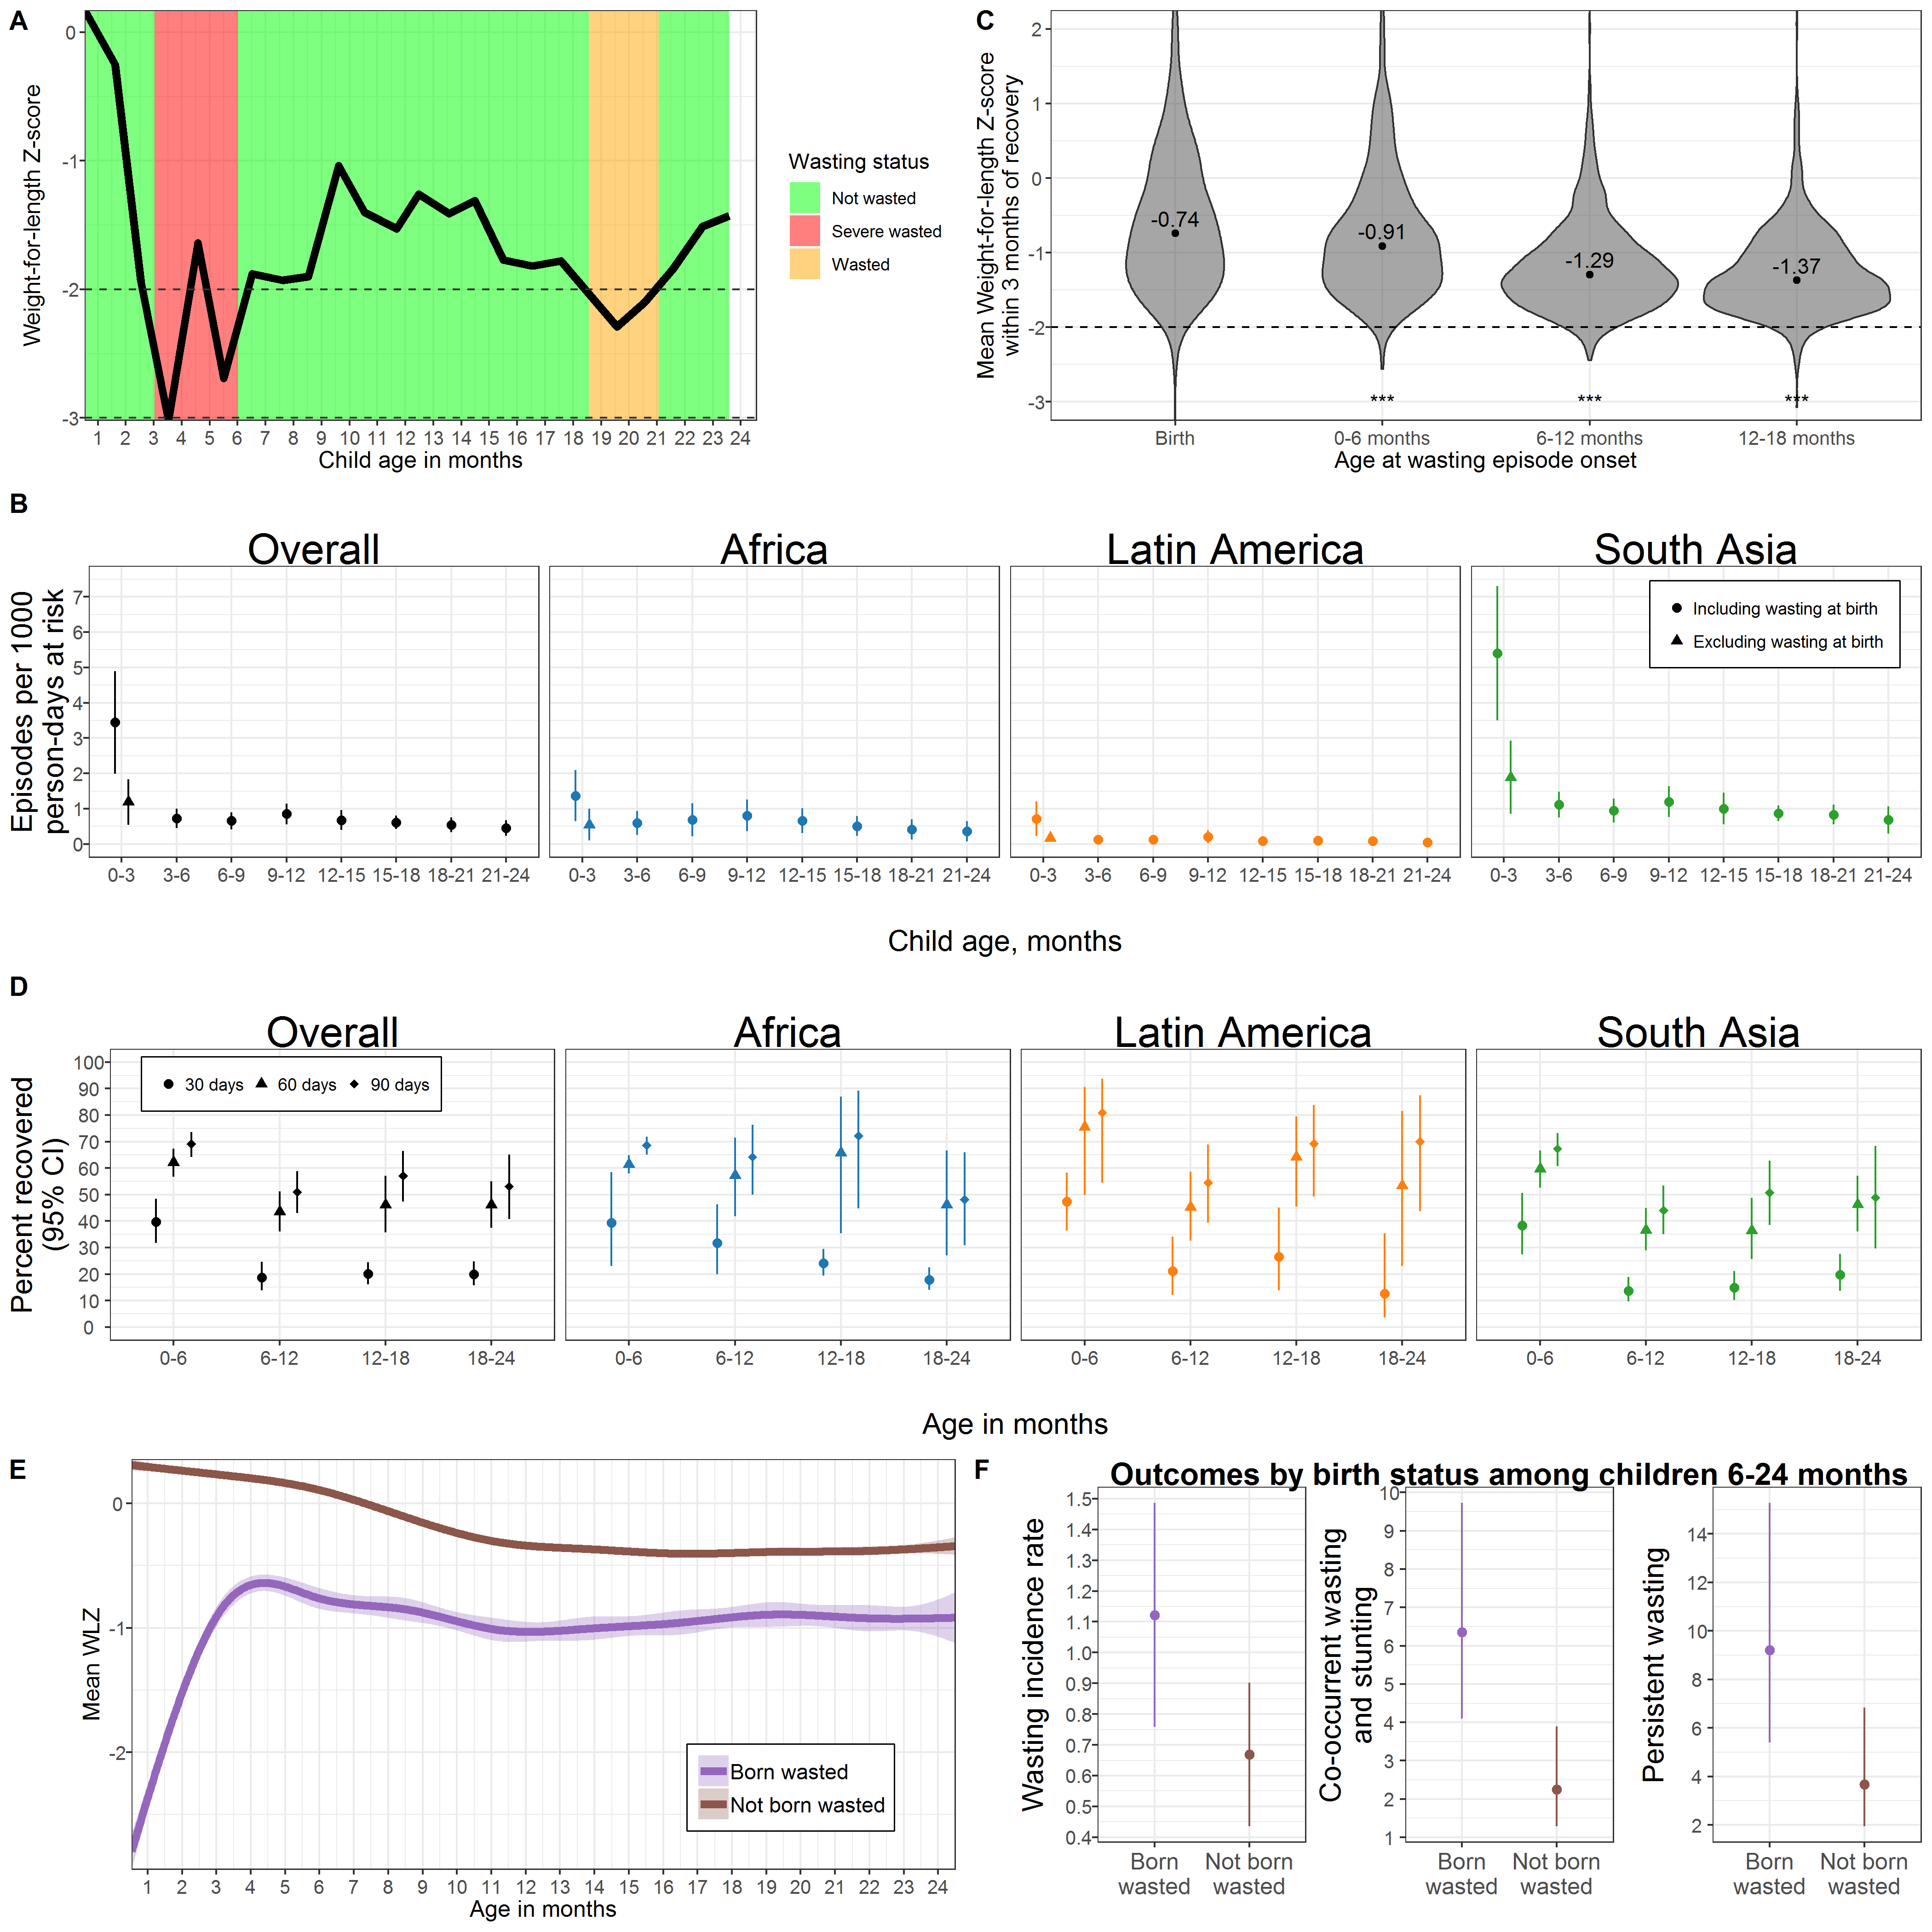 A
Weight-for-length Z-score
0
-1
-2
-3
1 2 3 4 5 6 7 8 9 10 11 12 13 14 15 16 17 18 19 20 21 22 23 24
Child age in months
Wasting status
Not wasted
Severe wasted
Wasted
C
Mean Weight-for-length Z-score
within 3 months of recovery
2
1
0
-1
-2
-3
-0.74
-0.91
-1.29
-1.37
*** *** ***
Birth 0-6 months 6-12 months 12-18 months
Age at wasting episode onset
B
Overall Africa Latin America South Asia
Episodes per 1000
person-days at risk
7
6
5
4
3
2
1
0
Including wasting at birth
Excluding wasting at birth
0-3 3-6 6-9 9-12 12-15 15-18 18-21 21-24
0-3 3-6 6-9 9-12 12-15 15-18 18-21 21-24
0-3 3-6 6-9 9-12 12-15 15-18 18-21 21-24
0-3 3-6 6-9 9-12 12-15 15-18 18-21 21-24
Child age, months
D
Overall Africa Latin America South Asia
Percent recovered
(95% CI)
100
90
80
70
60
50
40
30
20
10
0
30 days 60 days 90 days
0-6 6-12 12-18 18-24
0-6 6-12 12-18 18-24
0-6 6-12 12-18 18-24
0-6 6-12 12-18 18-24
Age in months
E
Mean WLZ
0
-1
-2
Born wasted
Not born wasted
1 2 3 4 5 6 7 8 9 10 11 12 13 14 15 16 17 18 19 20 21 22 23 24
Age in months
F
Outcomes by birth status among children 6-24 months
Wasting incidence rate
1.5
1.4
1.3
1.2
1.1
1.0
0.9
0.8
0.7
0.6
0.5
0.4
Born
wasted
Not born
wasted
Co-occurrent wasting
and stunting
10
9
8
7
6
5
4
3
2
1
Born
wasted
Not born
wasted
Persistent wasting
14
12
10
8
6
4
2
Born
wasted
Not born
wasted